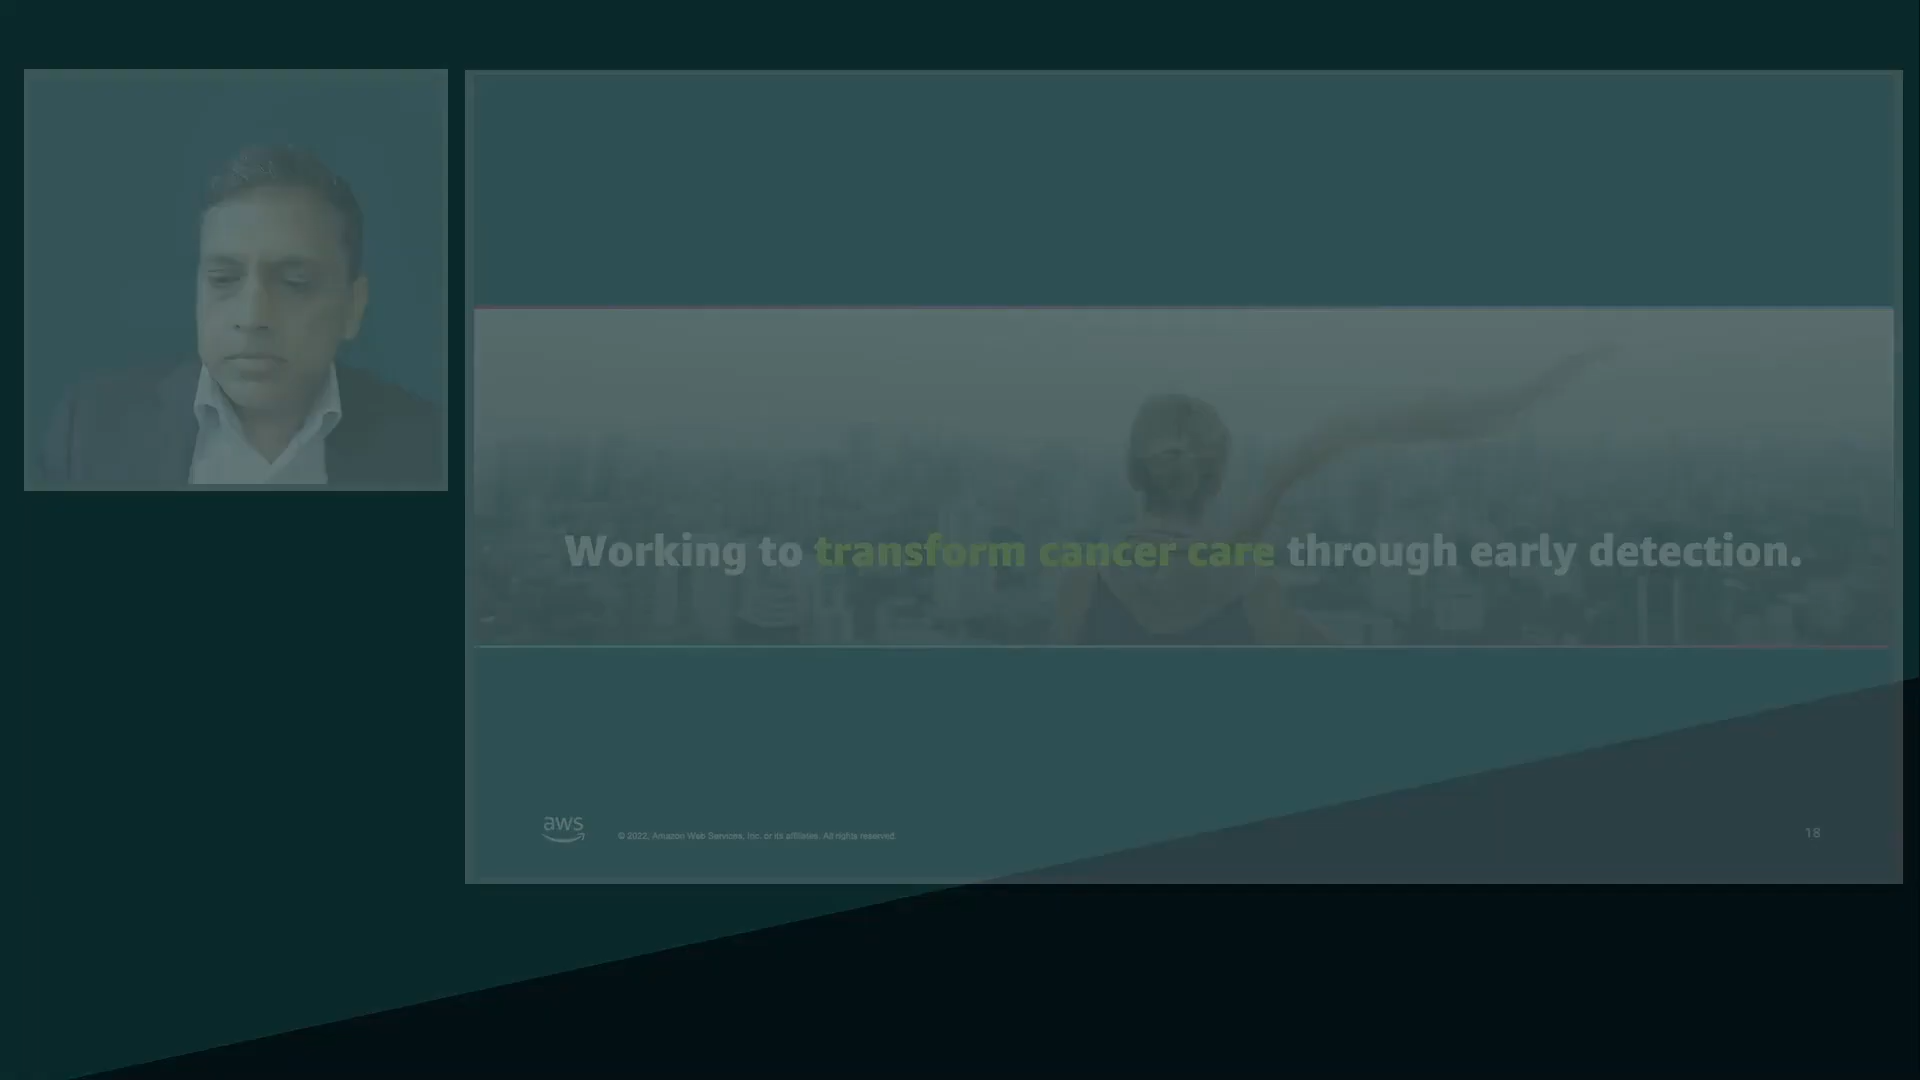 Working to transform cancer care through early detection.
aws
© 2022, Amazon Web Services, Inc. or its affiliates. All rights reserved.
18